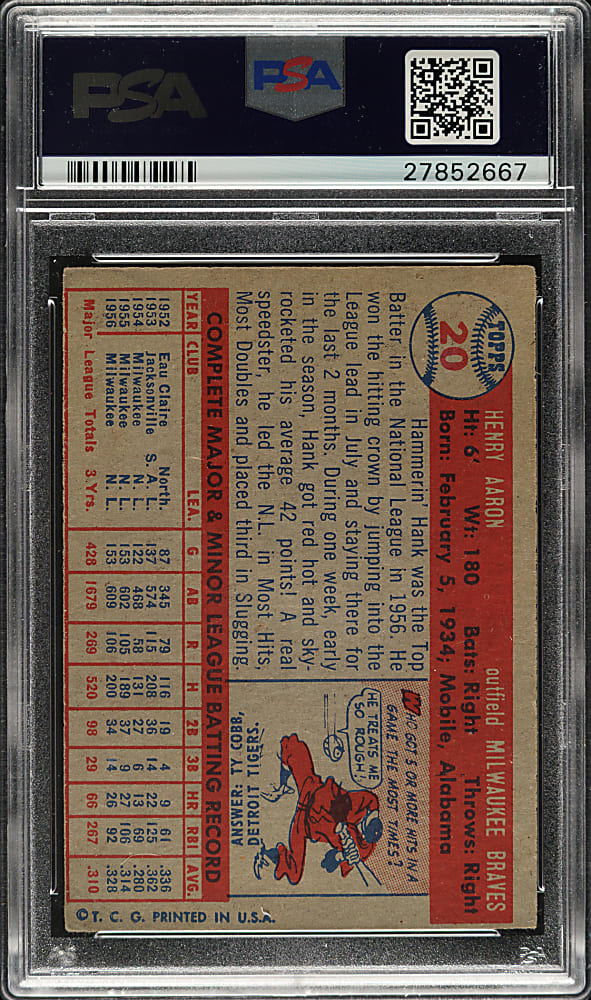 PSA
PSA
27852667
TOPPS
20
HENRY AARON
outfield MILWAUKEE BRAVES
Ht: 6' Wt: 180 Bats: Right Throws: Right
Born: February 5, 1934; Mobile, Alabama
Hammerin' Hank was the Top
Batter in the National League in 1956. He
won the hitting crown by jumping into the
League lead in July and staying there for
the last 2 months. During one week, early
in the season, Hank got red hot and sky-
rocketed his average 42 points! A real
speedster, he led the N.L. in Most Hits,
Most Doubles and placed third in Slugging.
WHO GOT 5 OR MORE HITS IN A
GAME THE MOST TIMES?
HE TREATS ME
SO ROUGH!
ANSWER: TY COBB,
DETROIT TIGERS.
COMPLETE MAJOR & MINOR LEAGUE BATTING RECORD
YEAR CLUB LEA. G AB R H 2B 3B HR RBI AVG.
1952 Eau Claire North. 87 345 79 116 19 4 9 61 .336
1953 Jacksonville S. A. L. 137 574 115 208 36 14 22 125 .362
1954 Milwaukee N. L. 122 468 58 131 27 6 13 69 .280
1955 Milwaukee N. L. 153 602 105 189 37 9 27 106 .314
1956 Milwaukee N. L. 153 609 106 200 34 14 26 92 .328
Major League Totals 3 Yrs. 428 1679 269 520 98 29 66 267 .310
© T. C. G. PRINTED IN U.S.A.